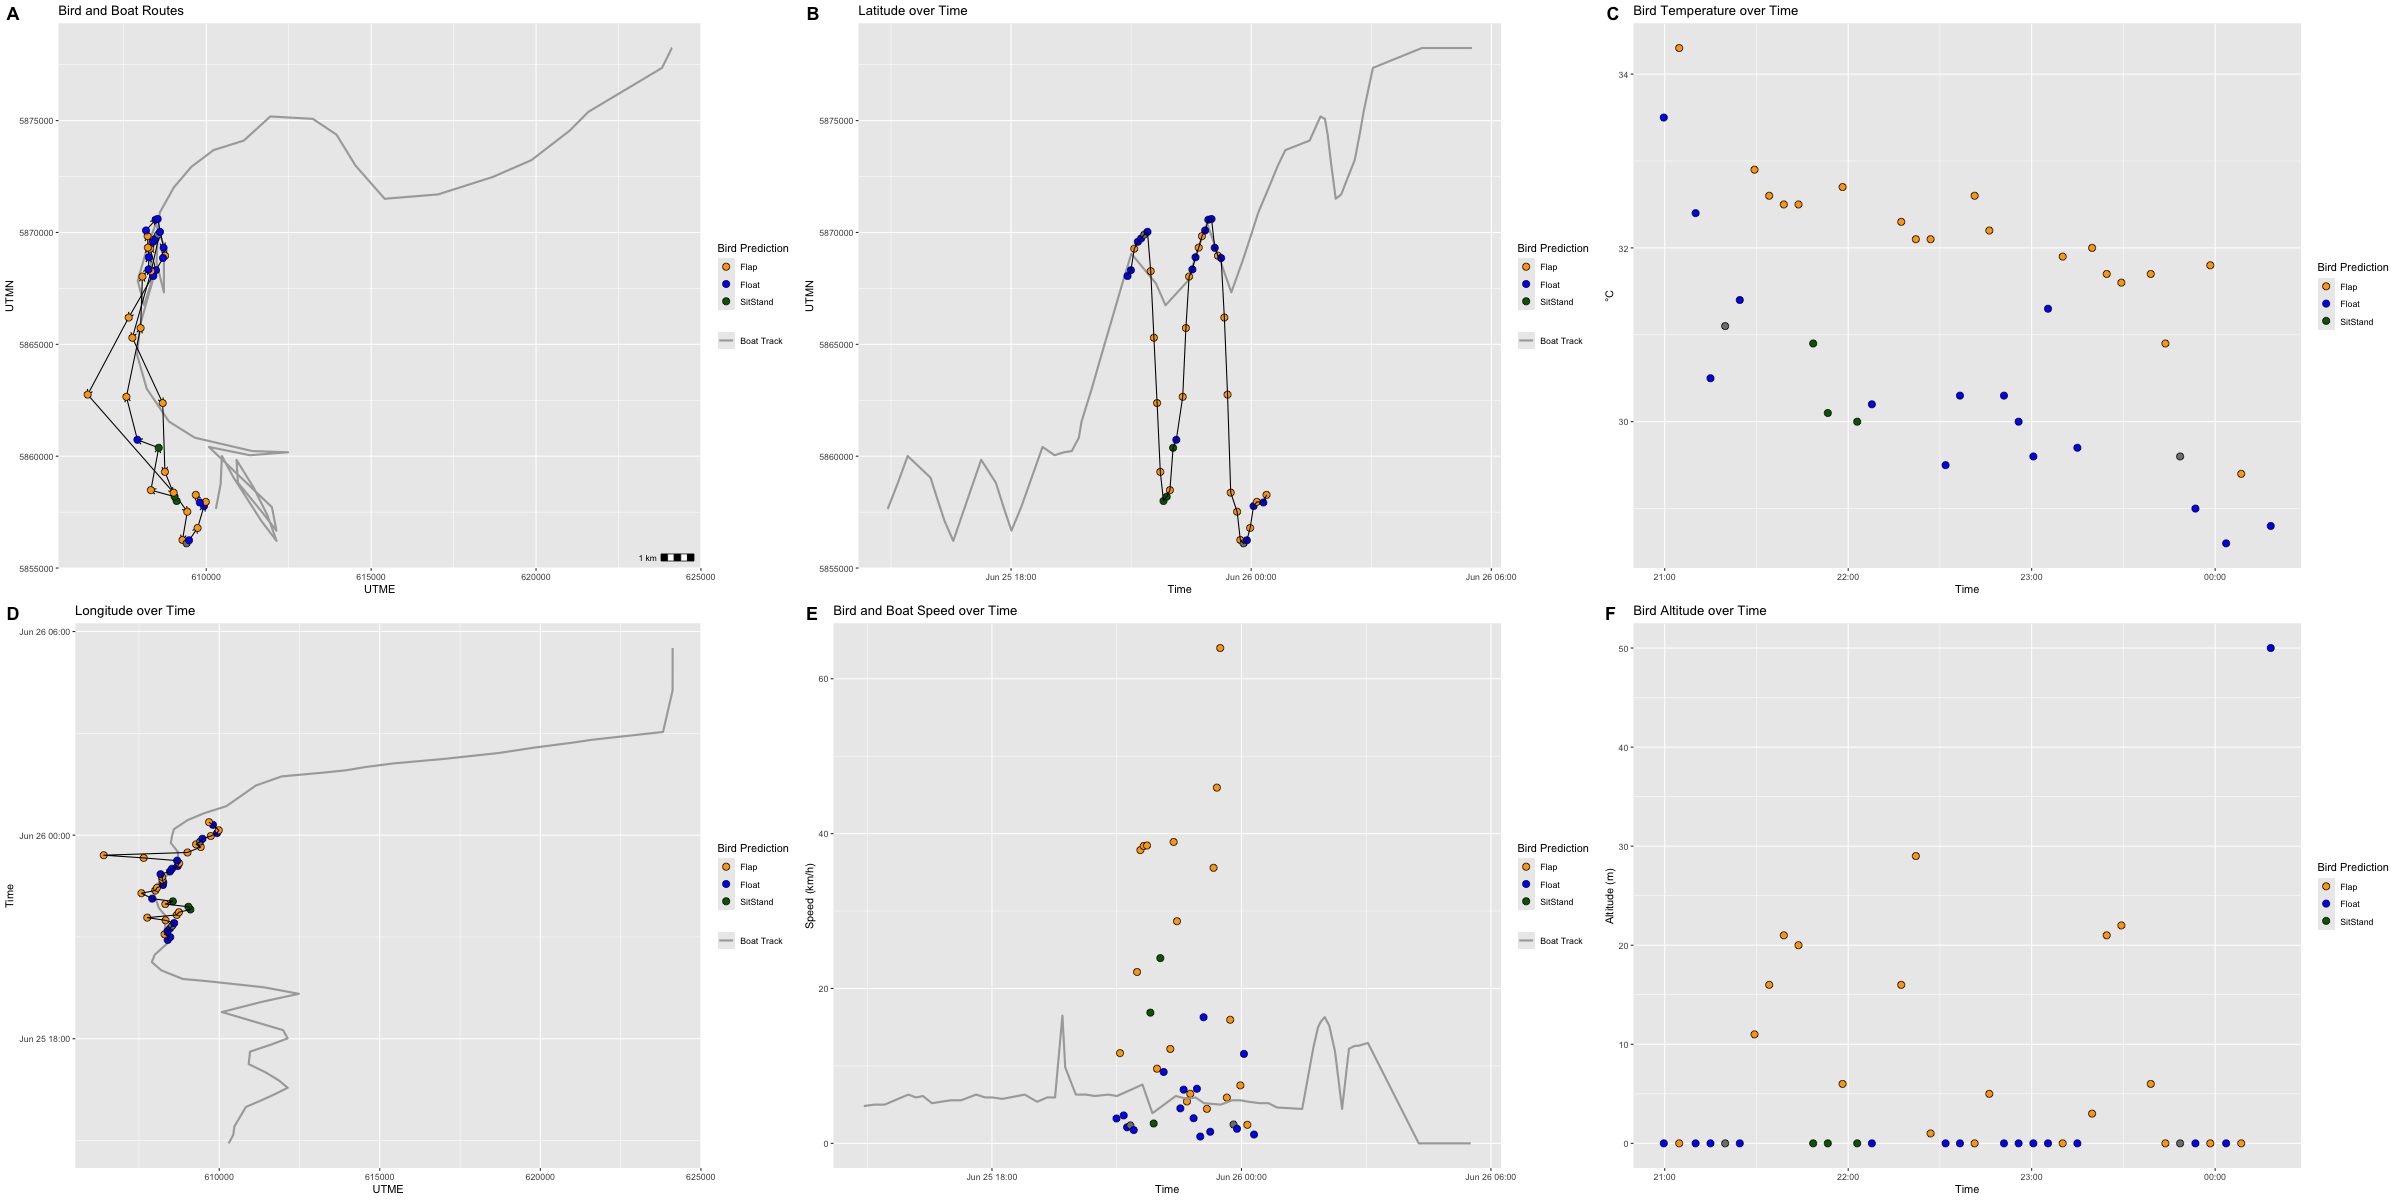 A Bird and Boat Routes
UTMN
5875000
5870000
5865000
5860000
5855000
610000 615000 620000 625000
UTME
1 km
Bird Prediction
Flap
Float
SitStand
Boat Track
B Latitude over Time
UTMN
5875000
5870000
5865000
5860000
5855000
Jun 25 18:00 Jun 26 00:00 Jun 26 06:00
Time
Bird Prediction
Flap
Float
SitStand
Boat Track
C Bird Temperature over Time
°C
34
32
30
21:00 22:00 23:00 00:00
Time
Bird Prediction
Flap
Float
SitStand
D Longitude over Time
Time
Jun 26 06:00
Jun 26 00:00
Jun 25 18:00
610000 615000 620000 625000
UTME
Bird Prediction
Flap
Float
SitStand
Boat Track
E Bird and Boat Speed over Time
Speed (km/h)
60
40
20
0
Jun 25 18:00 Jun 26 00:00 Jun 26 06:00
Time
Bird Prediction
Flap
Float
SitStand
Boat Track
F Bird Altitude over Time
Altitude (m)
50
40
30
20
10
0
21:00 22:00 23:00 00:00
Time
Bird Prediction
Flap
Float
SitStand